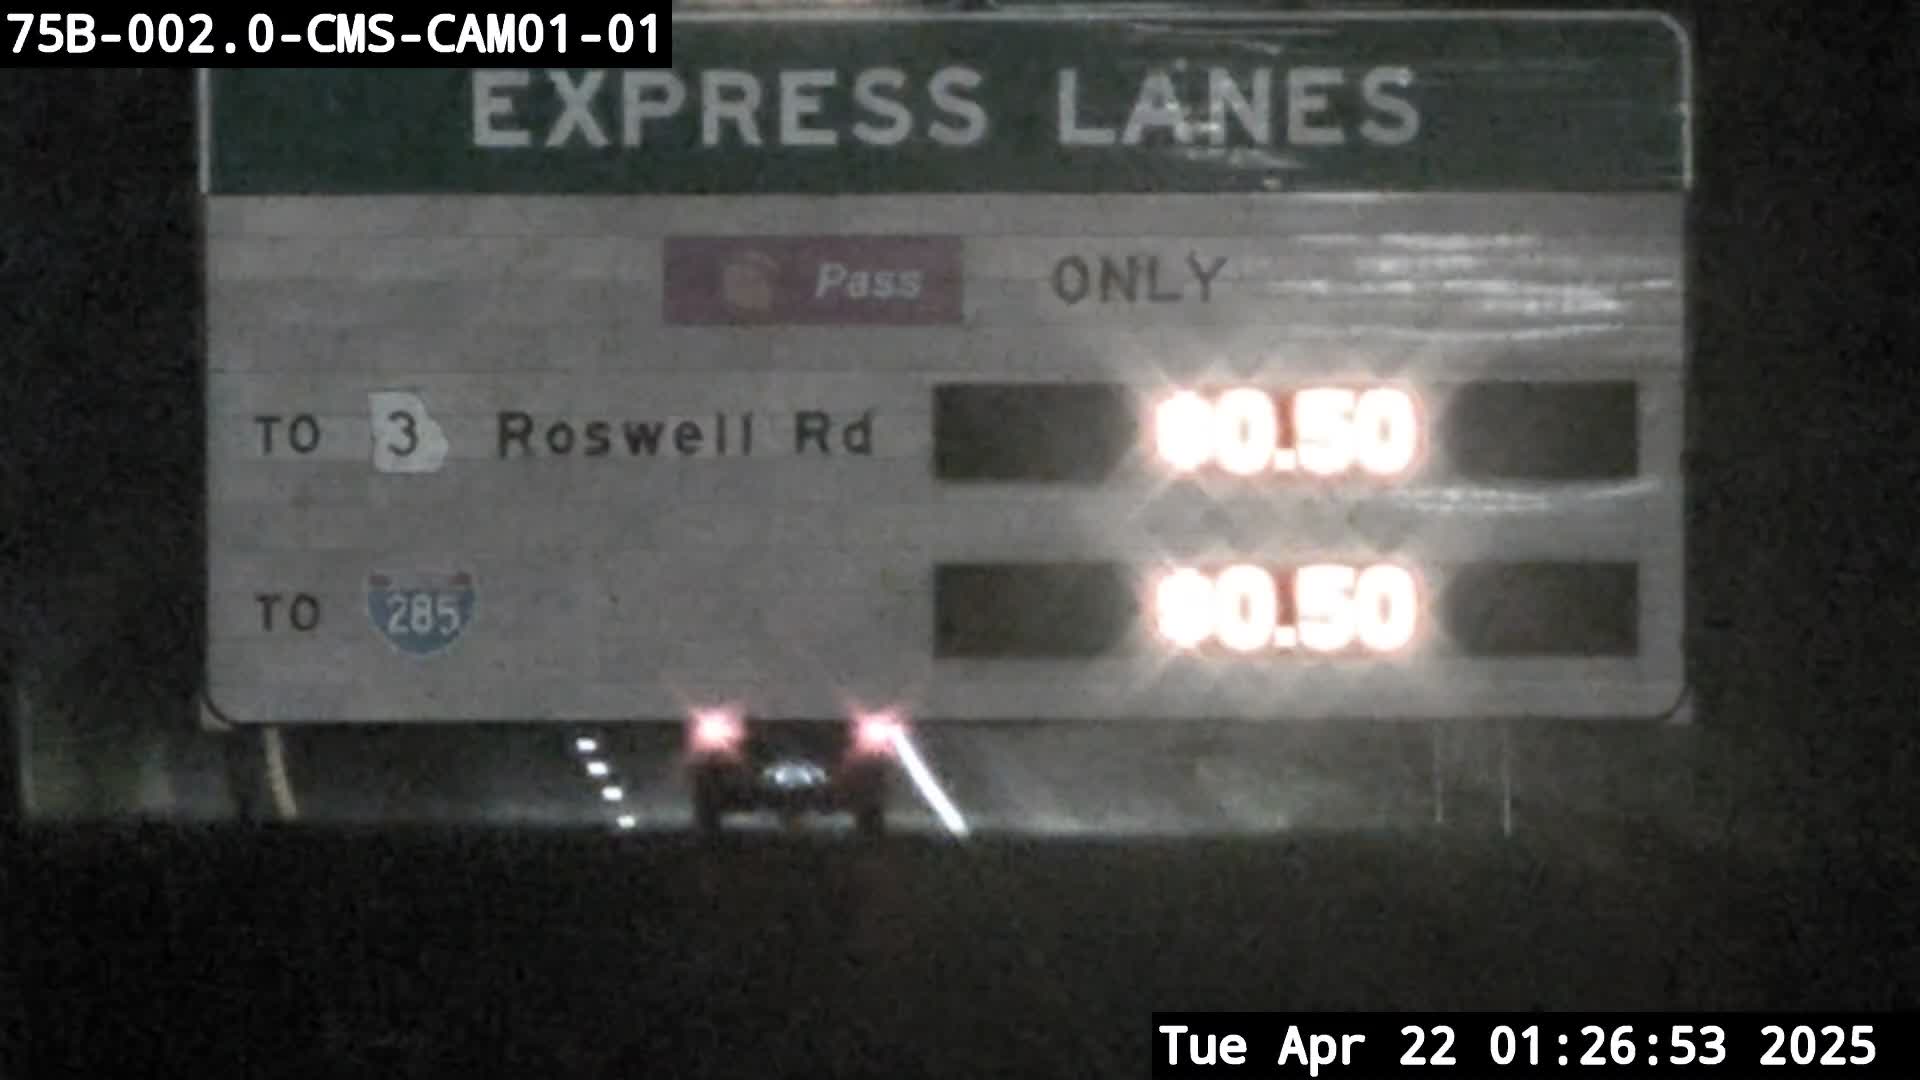 75B-002.0-CMS-CAM01-01
EXPRESS LANES
Pass ONLY
TO 3 Roswell Rd $0.50
TO 285 $0.50
Tue Apr 22 01:26:53 2025